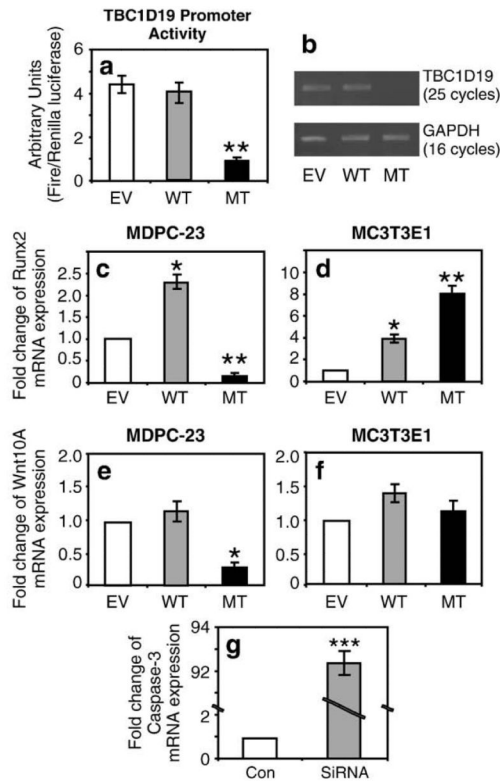 TBC1D19 Promoter
Activity
a
Arbitrary Units
(Fire/Renilla luciferase)
6
4
2
0
**
EV WT MT
b
TBC1D19
(25 cycles)
GAPDH
(16 cycles)
EV WT MT
MDPC-23
c
Fold change of Runx2
mRNA expression
2.5
2.0
1.5
1.0
0.5
0
*
**
EV WT MT
MC3T3E1
d
10
8
6
4
2
0
*
**
EV WT MT
MDPC-23
e
Fold change of Wnt10A
mRNA expression
2.0
1.5
1.0
0.5
0
*
EV WT MT
MC3T3E1
f
2.0
1.5
1.0
0.5
0
EV WT MT
g
Fold change of
Caspase-3
mRNA expression
94
92
2
0
***
Con SiRNA